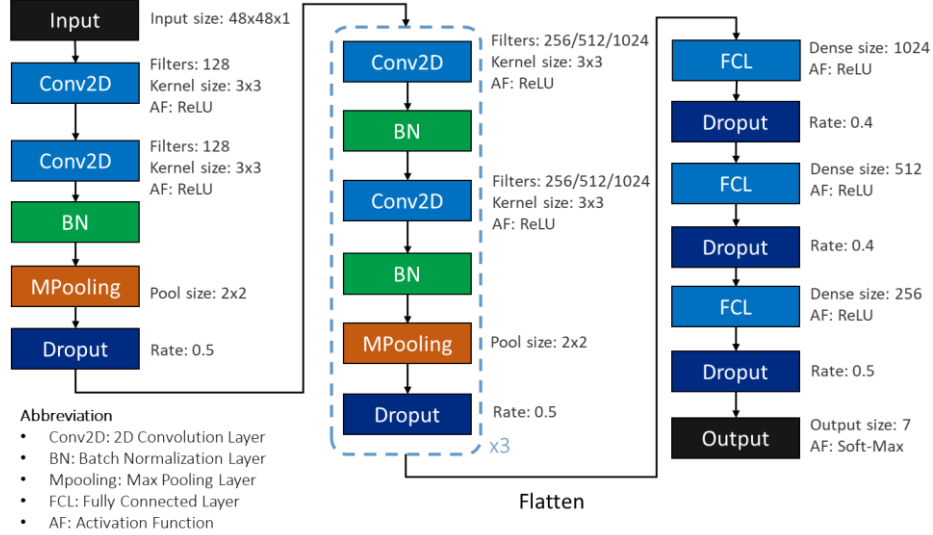 Input
Input size: 48x48x1
Conv2D
Filters: 128
Kernel size: 3x3
AF: ReLU
Conv2D
Filters: 128
Kernel size: 3x3
AF: ReLU
BN
MPooling
Pool size: 2x2
Droput
Rate: 0.5
Conv2D
Filters: 256/512/1024
Kernel size: 3x3
AF: ReLU
BN
Conv2D
Filters: 256/512/1024
Kernel size: 3x3
AF: ReLU
BN
MPooling
Pool size: 2x2
Droput
Rate: 0.5
x3
Flatten
FCL
Dense size: 1024
AF: ReLU
Droput
Rate: 0.4
FCL
Dense size: 512
AF: ReLU
Droput
Rate: 0.4
FCL
Dense size: 256
AF: ReLU
Droput
Rate: 0.5
Output
Output size: 7
AF: Soft-Max
Abbreviation
• Conv2D: 2D Convolution Layer
• BN: Batch Normalization Layer
• Mpooling: Max Pooling Layer
• FCL: Fully Connected Layer
• AF: Activation Function